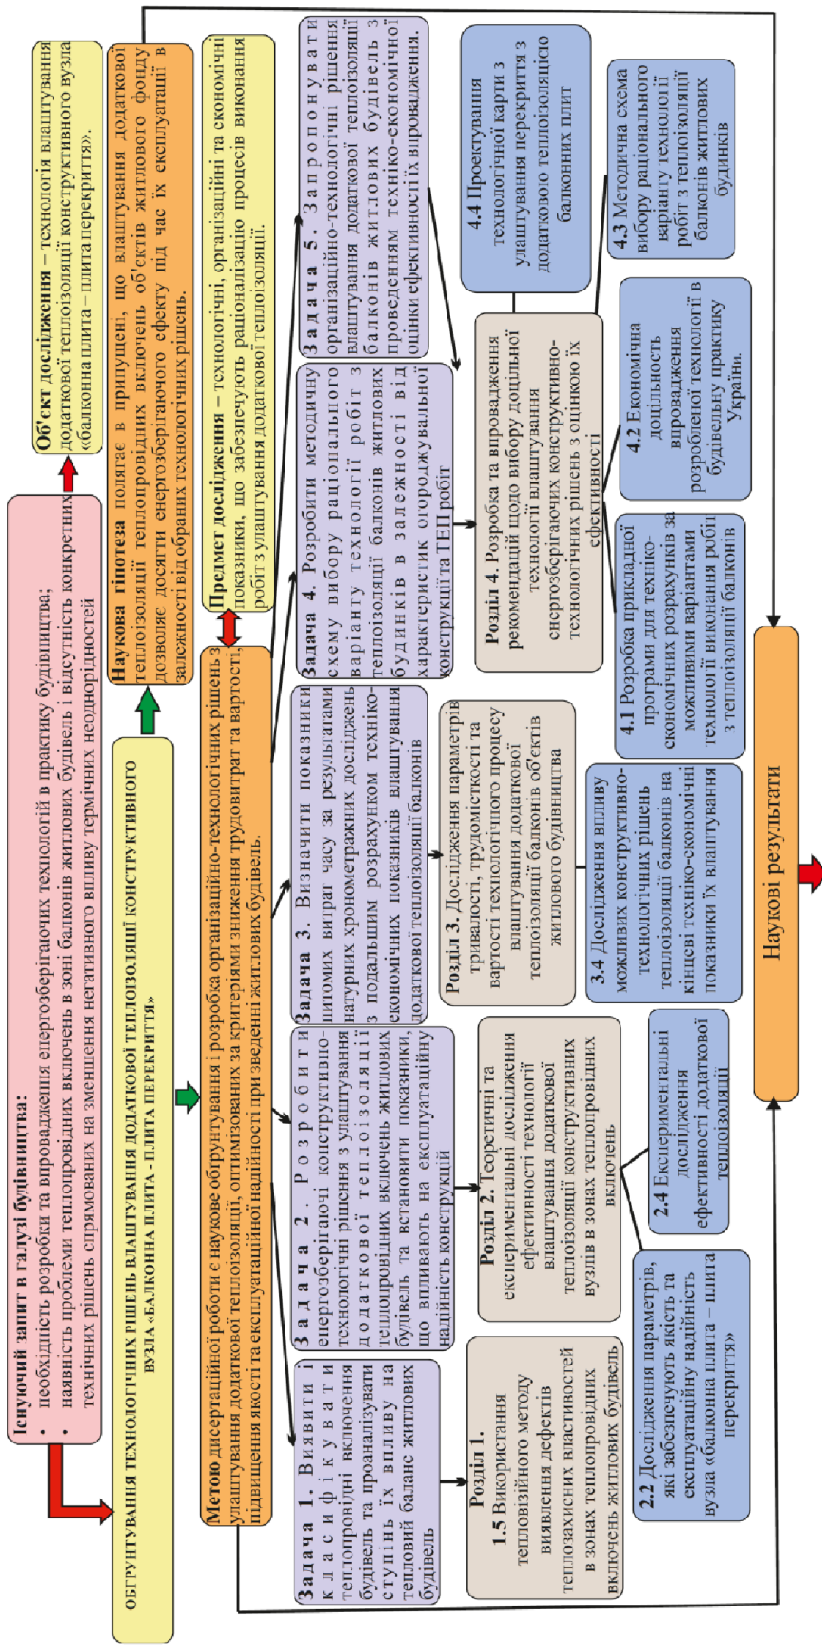 Існуючий запит в галузі будівництва:
• необхідність розробки та впровадження енергозберігаючих технологій в практику будівництва;
• наявність проблеми теплопровідних включень в зоні балконів житлових будівель і відсутність конкретних
технічних рішень спрямованих на зменшення негативного впливу термічних неоднорідностей
Об'єкт дослідження – технологія влаштування
додаткової теплоізоляції конструктивного вузла
«балконна плита – плита перекриття».
ОБГРУНТУВАННЯ ТЕХНОЛОГІЧНИХ РІШЕНЬ ВЛАШТУВАННЯ ДОДАТКОВОЇ ТЕПЛОІЗОЛЯЦІЇ КОНСТРУКТИВНОГО
ВУЗЛА «БАЛКОННА ПЛИТА - ПЛИТА ПЕРЕКРИТТЯ»
Наукова гіпотеза полягає в припущені, що влаштування додаткової
теплоізоляції теплопровідних включень об'єктів житлового фонду
дозволяє досягти енергозберігаючого ефекту під час їх експлуатації в
залежності від обраних технологічних рішень.
Метою дисертаційної роботи є наукове обґрунтування і розробка організаційно-технологічних рішень з
улаштування додаткової теплоізоляції, оптимізованих за критеріями зниження трудовитрат та вартості,
підвищення якості та експлуатаційної надійності при зведенні житлових будівель.
Предмет дослідження – технологічні, організаційні та економічні
показники, що забезпечують раціоналізацію процесів виконання
робіт з улаштування додаткової теплоізоляції.
Задача 1. Виявити і
класифікувати
теплопровідні включення
будівель та проаналізувати
ступінь їх впливу на
тепловий баланс житлових
будівель
Задача 2. Розробити
енергозберігаючі конструктивно-
технологічні рішення з улаштування
додаткової теплоізоляції
теплопровідних включень житлових
будівель та встановити показники,
що впливають на експлуатаційну
надійність конструкцій
Задача 3. Визначити показники
питомих витрат часу за результатами
натурних хронометражних досліджень
з подальшим розрахунком техніко-
економічних показників влаштування
додаткової теплоізоляції балконів
Задача 4. Розробити методичну
схему вибору раціонального
варіанту технології робіт з
теплоізоляції балконів житлових
будинків в залежності від
характеристик огороджувальної
конструкції та ТЕП робіт
Задача 5. Запропонувати
організаційно-технологічні рішення
влаштування додаткової теплоізоляції
балконів житлових будівель з
проведенням техніко-економічної
оцінки ефективності їх впровадження.
Розділ 1.
1.5 Використання
тепловізійного методу
виявлення дефектів
теплозахисних властивостей
в зонах теплопровідних
включень житлових будівель
Розділ 2. Теоретичні та
експериментальні дослідження
ефективності технології
влаштування додаткової
теплоізоляції конструктивних
вузлів в зонах теплопровідних
включень
Розділ 3. Дослідження параметрів
тривалості, трудомісткості та
вартості технологічного процесу
влаштування додаткової
теплоізоляції балконів об'єктів
житлового будівництва
Розділ 4. Розробка та впровадження
рекомендацій щодо вибору доцільної
технології влаштування
енергозберігаючих конструктивно-
технологічних рішень з оцінкою їх
ефективності
4.4 Проектування
технологічної карти з
улаштування перекриття з
додатковою теплоізоляцією
балконних плит
2.2 Дослідження параметрів,
які забезпечують якість та
експлуатаційну надійність
вузла «балконна плита – плита
перекриття»
2.4 Експериментальні
дослідження
ефективності додаткової
теплоізоляції
3.4 Дослідження впливу
можливих конструктивно-
технологічних рішень
теплоізоляції балконів на
кінцеві техніко-економічні
показники їх влаштування
4.1 Розробка прикладної
програми для техніко-
економічних розрахунків за
можливими варіантами
технології виконання робіт
з теплоізоляції балконів
4.2 Економічна
доцільність
впровадження
розробленої технології в
будівельну практику
України.
4.3 Методична схема
вибору раціонального
варіанту технології
робіт з теплоізоляції
балконів житлових
будинків
Наукові результати